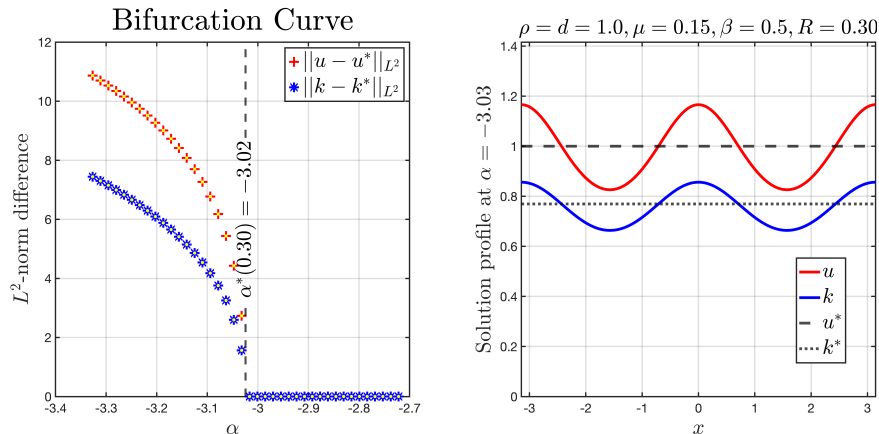 Bifurcation Curve
12
10
8
6
4
2
0
-3.4
-3.3
-3.2
-3.1
-3
-2.9
-2.8
-2.7
α
L²-norm difference
||u − u*||_{L²}
||k − k*||_{L²}
α*(0.30) = −3.02
ρ = d = 1.0, μ = 0.15, β = 0.5, R = 0.30
1.4
1.2
1
0.8
0.6
0.4
0.2
0
-3
-2
-1
0
1
2
3
x
Solution profile at α = −3.03
u
k
u*
k*